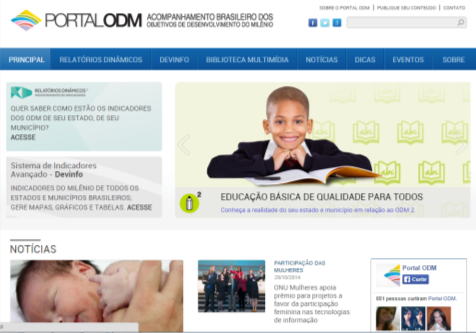 SOBRE O PORTAL ODM | PUBLIQUE SEU CONTEÚDO | CONTATO
PORTALODM
ACOMPANHAMENTO BRASILEIRO DOS
OBJETIVOS DE DESENVOLVIMENTO DO MILÊNIO
PRINCIPAL RELATÓRIOS DINÂMICOS DEVINFO BIBLIOTECA MULTIMÍDIA NOTÍCIAS DICAS EVENTOS SOBRE
RELATÓRIOS DINÂMICOS
QUER SABER COMO ESTÃO OS INDICADORES
DOS ODM DE SEU ESTADO, DE SEU
MUNICÍPIO?
ACESSE
Sistema de Indicadores
Avançado - Devinfo
INDICADORES DO MILÊNIO DE TODOS OS
ESTADOS E MUNICÍPIOS BRASILEIROS,
GERE MAPAS, GRÁFICOS E TABELAS. ACESSE
2
EDUCAÇÃO BÁSICA DE QUALIDADE PARA TODOS
Conheça a realidade do seu estado e município em relação ao ODM 2.
NOTÍCIAS
PARTICIPAÇÃO DAS
MULHERES
29/10/2014
ONU Mulheres apoia
prêmio para projetos a
favor da participação
feminina nas tecnologias
de informação
Portal ODM
Curtir
651 pessoas curtiram Portal ODM.